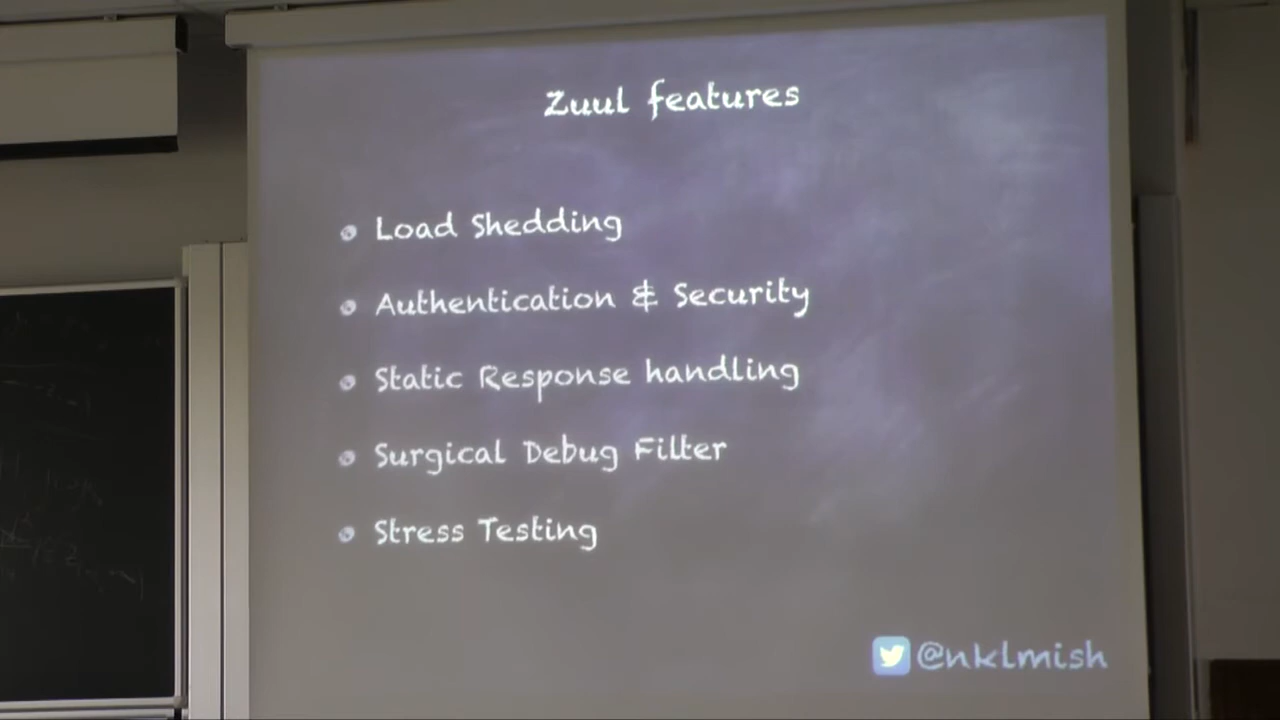 Zuul features
Load Shedding
Authentication & Security
Static Response handling
Surgical Debug Filter
Stress Testing
@nklmish